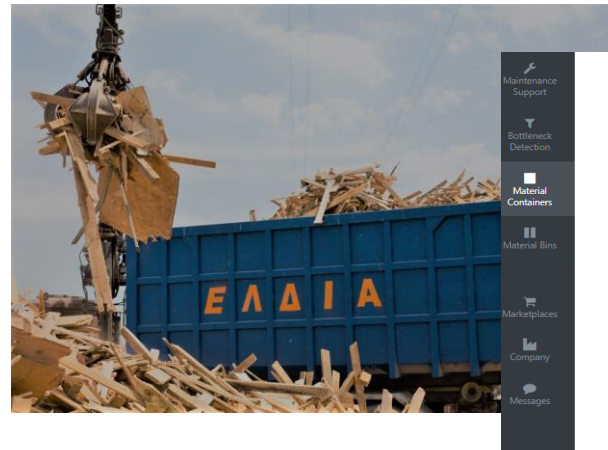 ΕΛΔΙΑ
Maintenance
Support
Bottleneck
Detection
Material
Containers
Material Bins
Marketplaces
Company
Messages